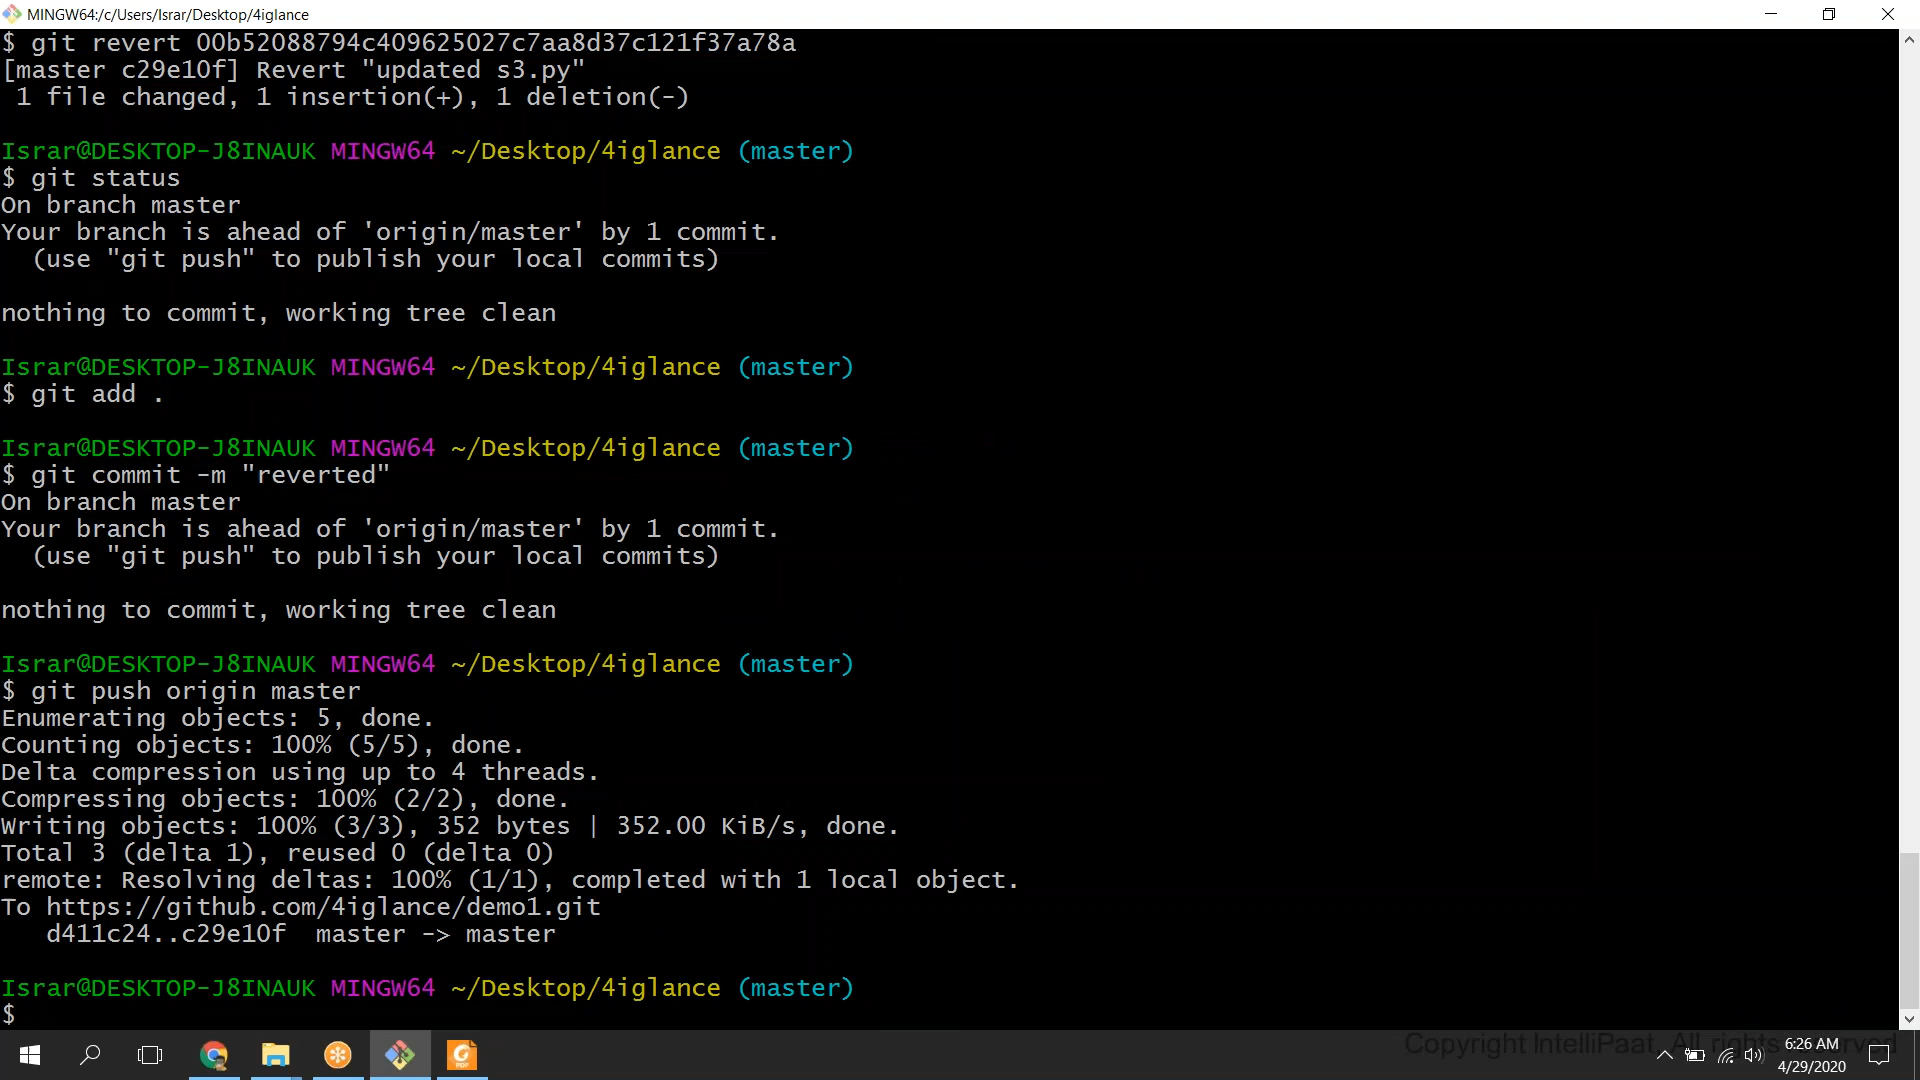 MINGW64:/c/Users/Israr/Desktop/4iglance
$ git revert 00b52088794c409625027c7aa8d37c121f37a78a
[master c29e10f] Revert "updated s3.py"
 1 file changed, 1 insertion(+), 1 deletion(-)
Israr@DESKTOP-J8INAUK MINGW64 ~/Desktop/4iglance (master)
$ git status
On branch master
Your branch is ahead of 'origin/master' by 1 commit.
  (use "git push" to publish your local commits)
nothing to commit, working tree clean
Israr@DESKTOP-J8INAUK MINGW64 ~/Desktop/4iglance (master)
$ git add .
Israr@DESKTOP-J8INAUK MINGW64 ~/Desktop/4iglance (master)
$ git commit -m "reverted"
On branch master
Your branch is ahead of 'origin/master' by 1 commit.
  (use "git push" to publish your local commits)
nothing to commit, working tree clean
Israr@DESKTOP-J8INAUK MINGW64 ~/Desktop/4iglance (master)
$ git push origin master
Enumerating objects: 5, done.
Counting objects: 100% (5/5), done.
Delta compression using up to 4 threads.
Compressing objects: 100% (2/2), done.
Writing objects: 100% (3/3), 352 bytes | 352.00 KiB/s, done.
Total 3 (delta 1), reused 0 (delta 0)
remote: Resolving deltas: 100% (1/1), completed with 1 local object.
To https://github.com/4iglance/demo1.git
   d411c24..c29e10f  master -> master
Israr@DESKTOP-J8INAUK MINGW64 ~/Desktop/4iglance (master)
$
Copyright IntelliPaat. All rights reserved
PDF
6:26 AM
4/29/2020